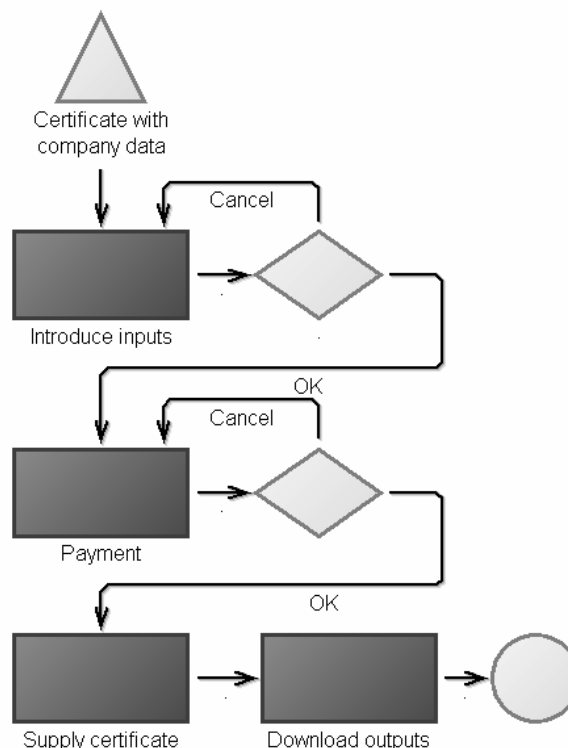 Certificate with
company data
Cancel
Introduce inputs
OK
Cancel
Payment
OK
Supply certificate
Download outputs